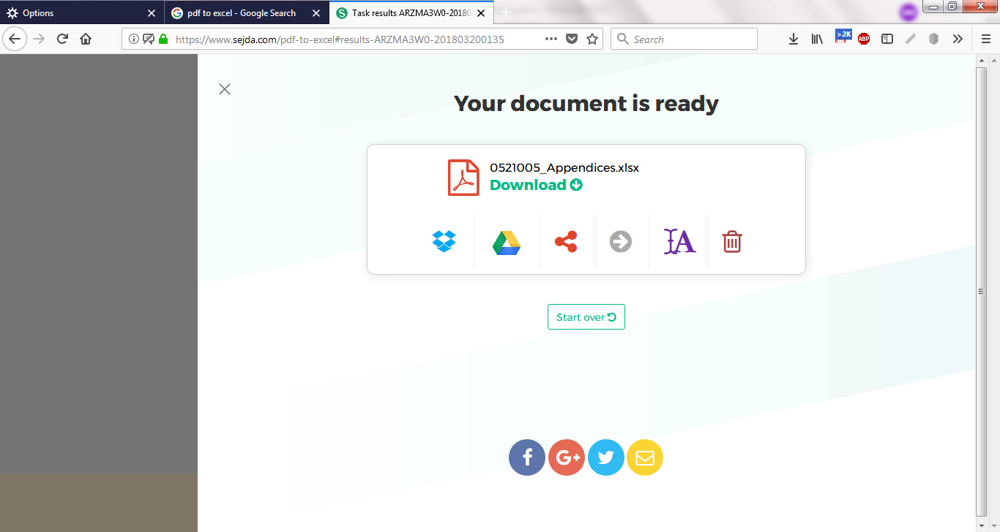 Options
pdf to excel - Google Search
Task results ARZMA3W0-20180
https://www.sejda.com/pdf-to-excel#results-ARZMA3W0-201803200135
Search
>2K
ABP
Your document is ready
0521005_Appendices.xlsx
Download
Start over